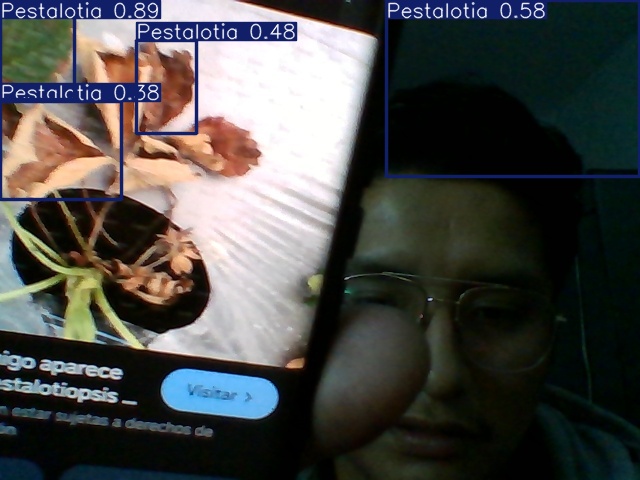 Pestalotia 0.89
Pestalotia 0.58
Pestalotia 0.48
Pestalotia 0.38
igo aparece
estalotiopsis ...
Visitar >
n estar sujetas a derechos de